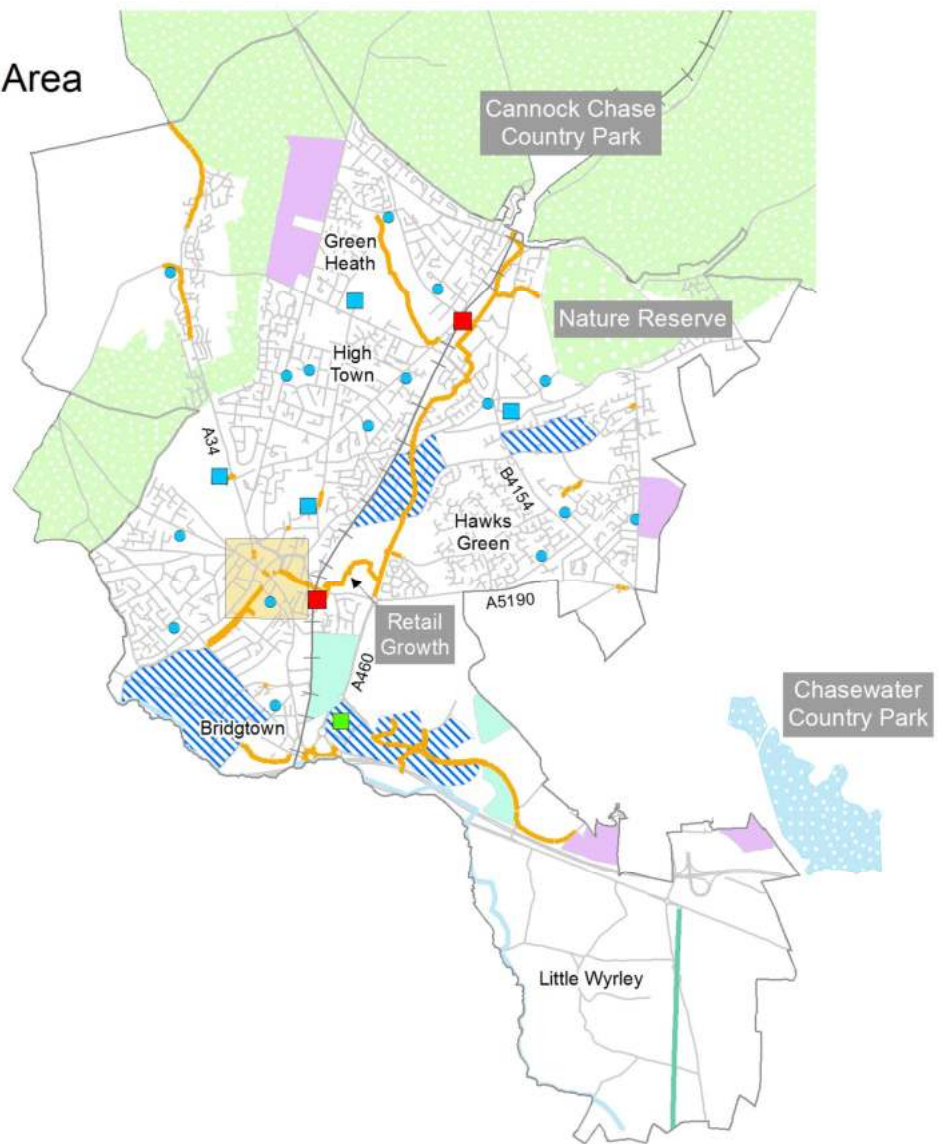 Area
Cannock Chase
Country Park
Green
Heath
Nature Reserve
High
Town
A34
B4154
Hawks
Green
A5190
Retail
Growth
A460
Chasewater
Country Park
Bridgtown
Little Wyrley